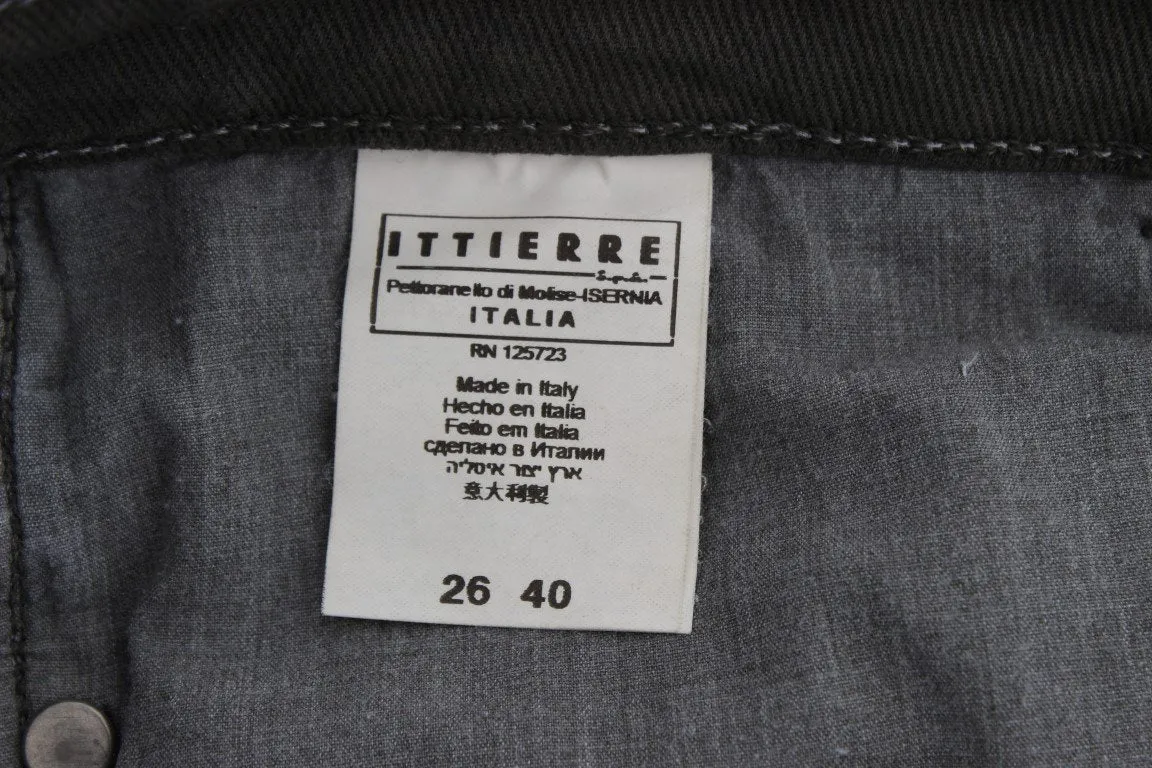 ITTIERRE
S.p.A.
Pettoranello di Molise-ISERNIA
ITALIA
RN 125723
Made in Italy
Hecho en Italia
Feito em Italia
сделано в Италии
ארץ יצור איטליה
意大利製
26 40